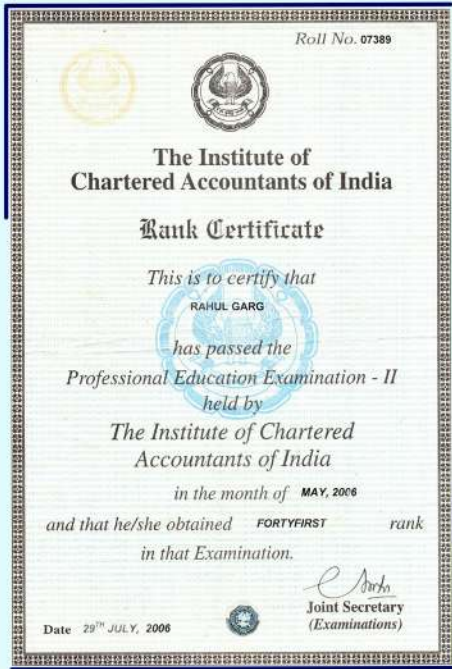 Roll No. 07389
The Institute of
Chartered Accountants of India
Rank Certificate
This is to certify that
RAHUL GARG
has passed the
Professional Education Examination - II
held by
The Institute of Chartered
Accountants of India
in the month of MAY, 2006
and that he/she obtained FORTYFIRST rank
in that Examination.
Joint Secretary
Date 29TH JULY, 2006 (Examinations)